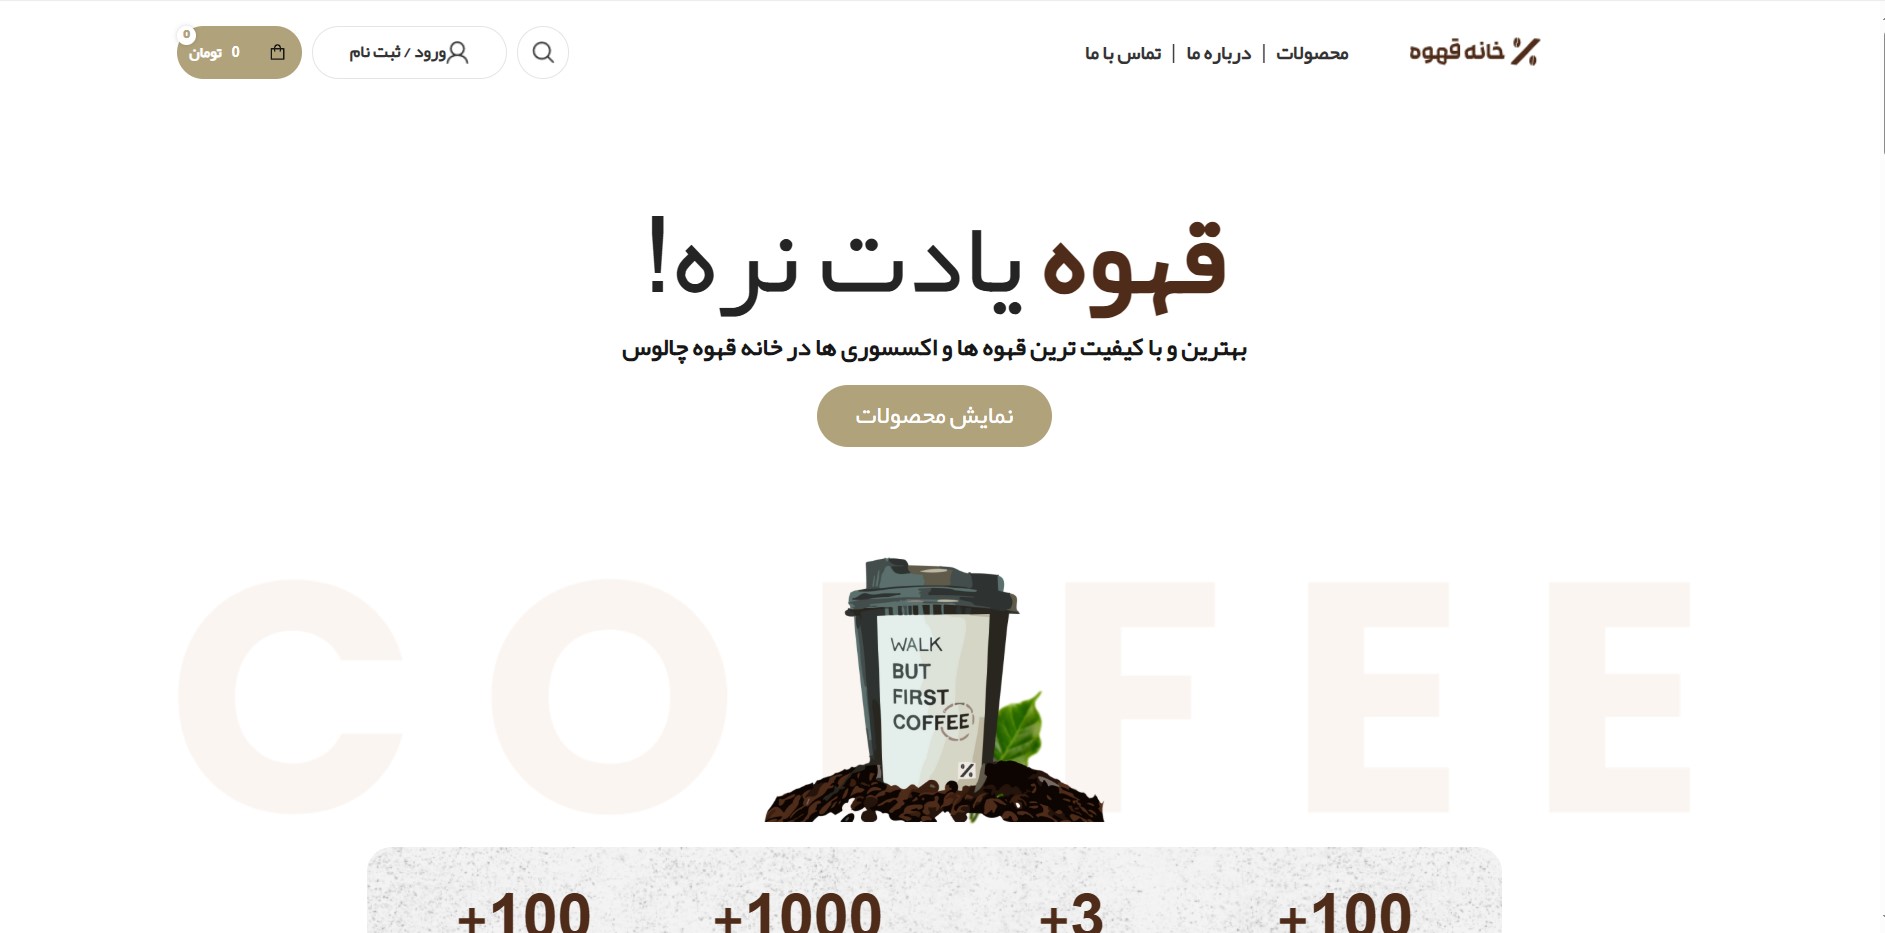 خانه قهوه
محصولات | درباره ما | تماس با ما
ورود / ثبت نام
0
0 تومان
قهوه یادت نره!
بهترین و با کیفیت ترین قهوه ها و اکسسوری ها در خانه قهوه چالوس
نمایش محصولات
COFFEE
WALK
BUT
FIRST
COFFEE
+100
+3
+1000
+100